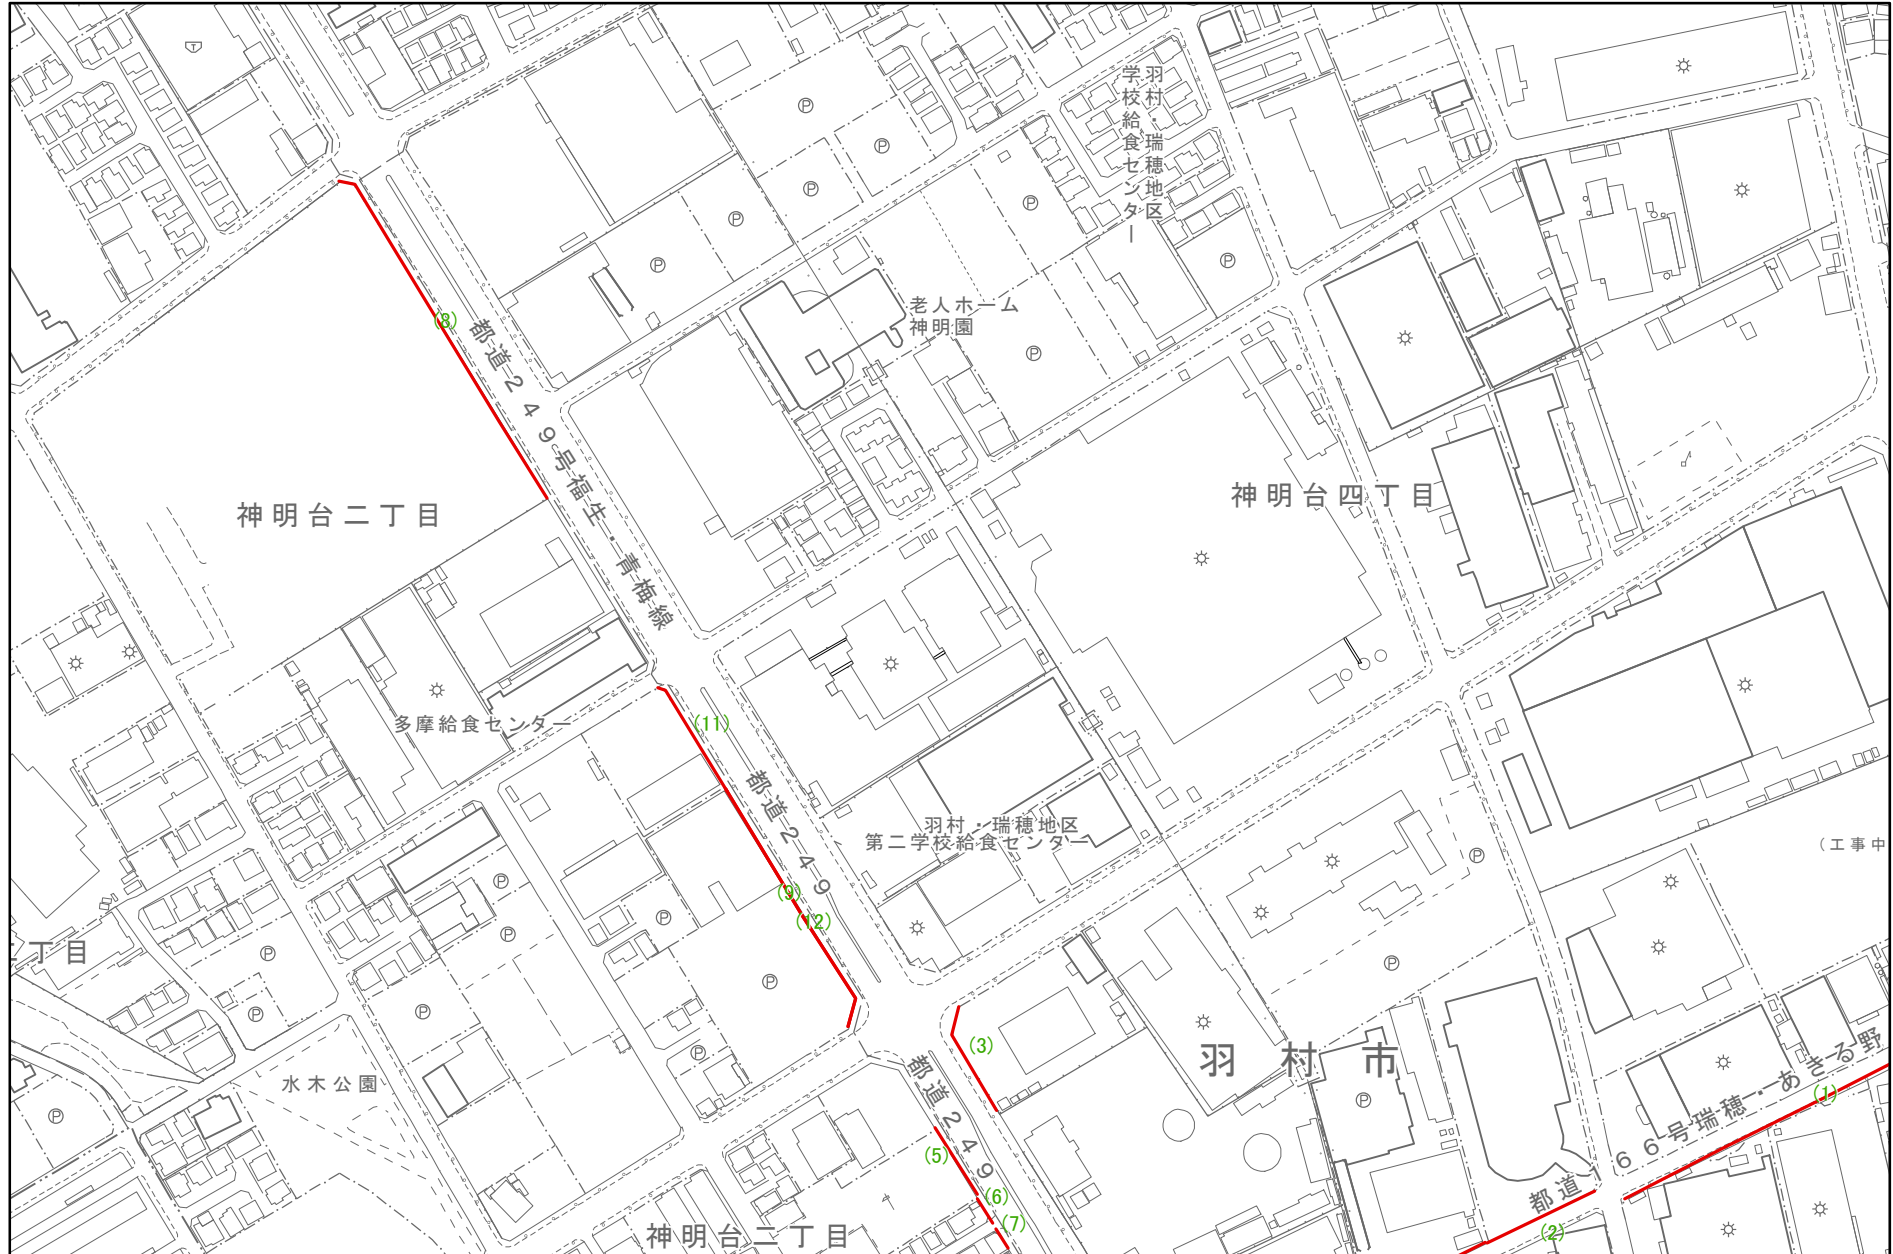 羽村・瑞穂地区
学校給食センター
老人ホーム
神明園
(8)
都道249号福生・青梅線
神明台二丁目
神明台四丁目
多摩給食センター
(11)
都道249
羽村・瑞穂地区
第二学校給食センター
(工事中
(9)
(12)
二丁目
水木公園
(3)
羽村市
都道249
(5)
(6)
(7)
神明台二丁目
(1)
都道
66号瑞穂・あきる野
(2)